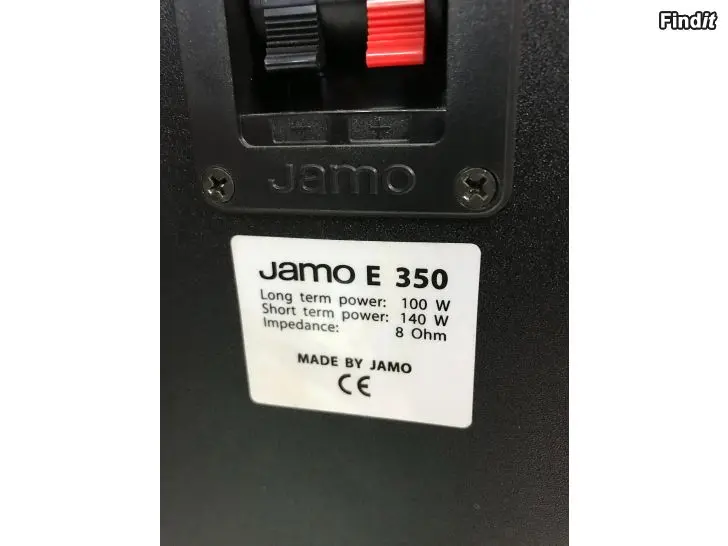 Findit
+ +
Jamo
Jamo E 350
Long term power: 100 W
Short term power: 140 W
Impedance: 8 Ohm
MADE BY JAMO
CE